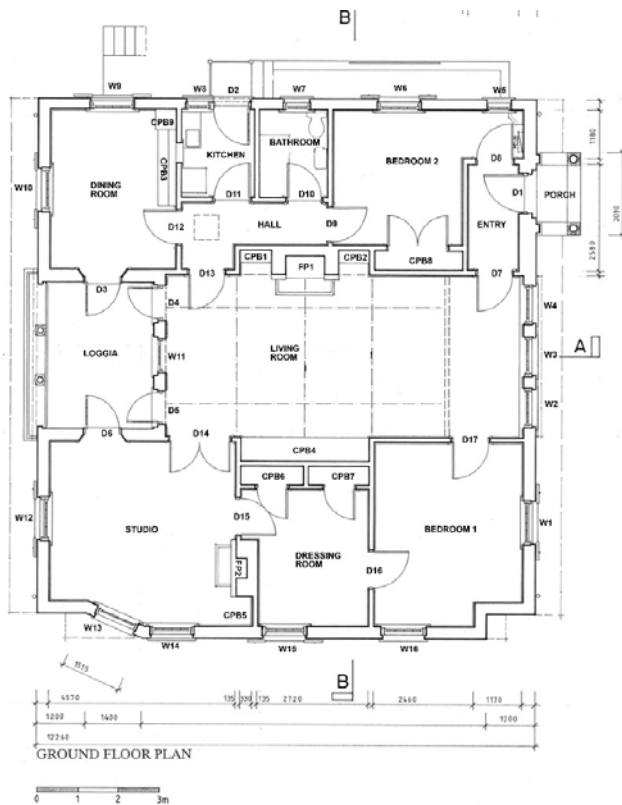 B
W9
W8
D2
W7
W6
W5
CPB9
KITCHEN
BATHROOM
BEDROOM 2
D8
1180
W10
CPB3
DINING
ROOM
D11
D10
D1
PORCH
2010
D12
HALL
D9
ENTRY
2580
D13
CPB1
FP1
CPB2
CPB8
D7
D3
D4
W4
LOGGIA
W11
LIVING
ROOM
W3
A
D5
W2
D6
D14
D17
CPB4
CPB6
CPB7
W12
STUDIO
D15
BEDROOM 1
W1
DRESSING
ROOM
FP2
D16
CPB5
W13
W14
W15
W16
1515
B
4570
135
330
135
2720
2460
1170
1200
1400
1200
12260
GROUND FLOOR PLAN
0
1
2
3m